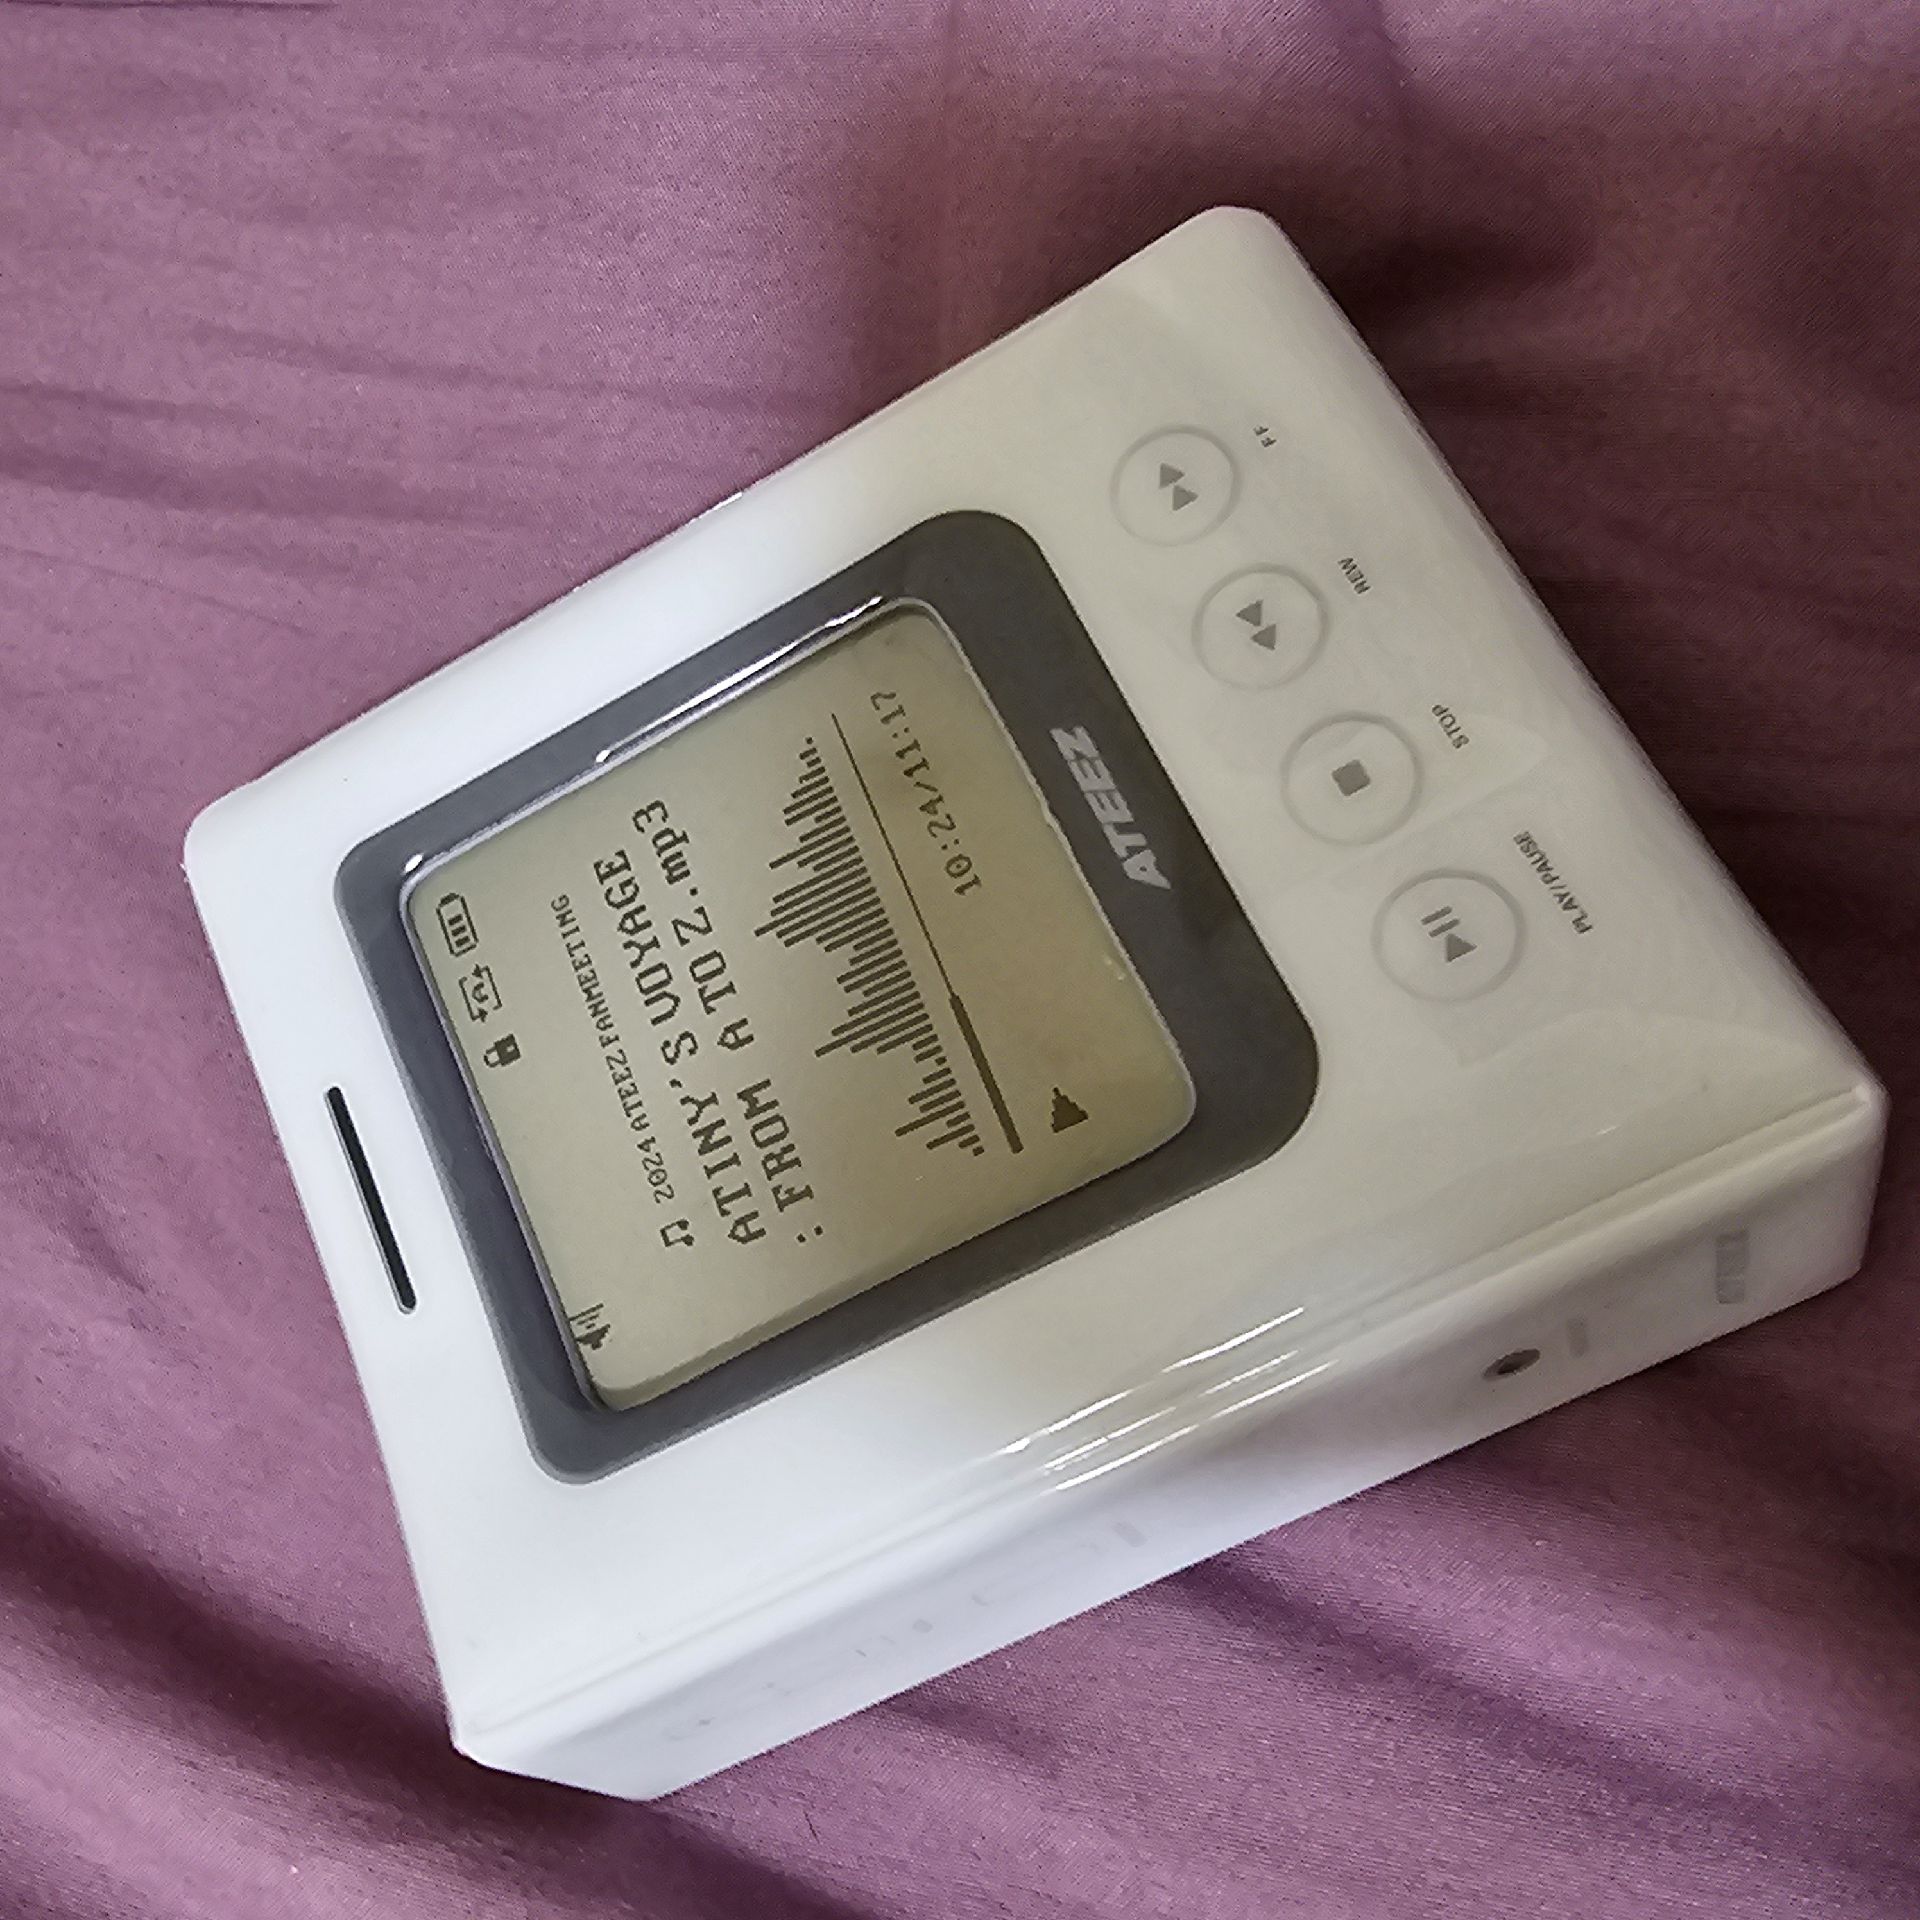 ♫ 2024 ATEEZ FANMEETING
ATINY'S VOYAGE
: FROM A TO Z.mp3
10:24/11:17
ATEEZ
PLAY/PAUSE
STOP
REW
FF